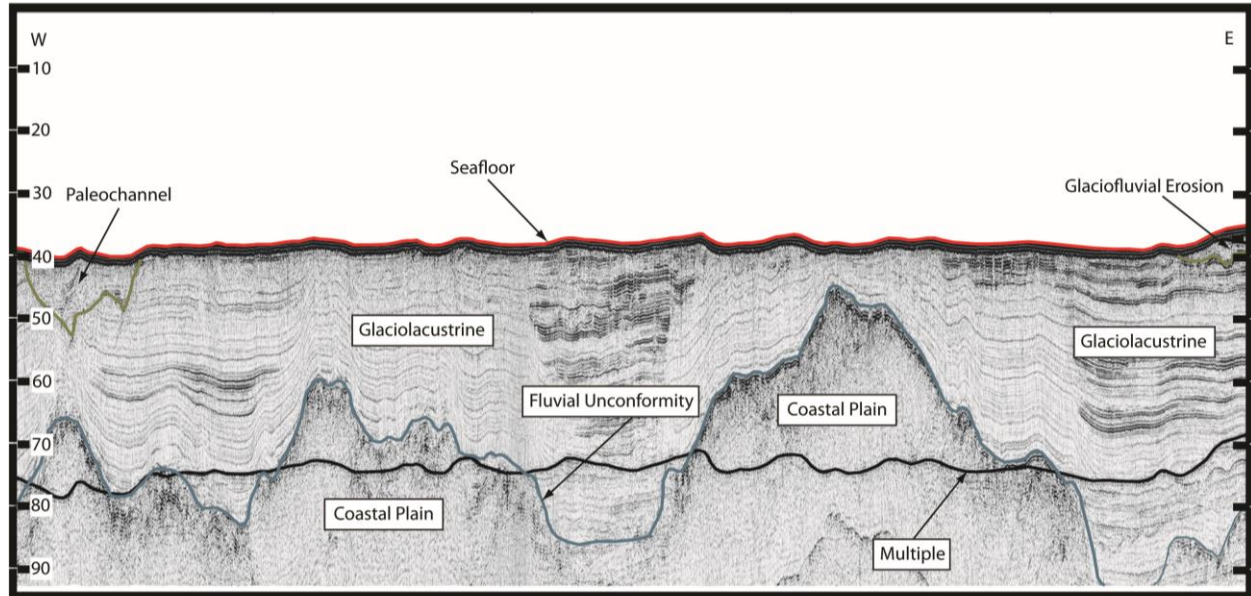 W
E
10
20
30
40
50
60
70
80
90
Seafloor
Paleochannel
Glaciofluvial Erosion
Glaciolacustrine
Glaciolacustrine
Fluvial Unconformity
Coastal Plain
Coastal Plain
Multiple